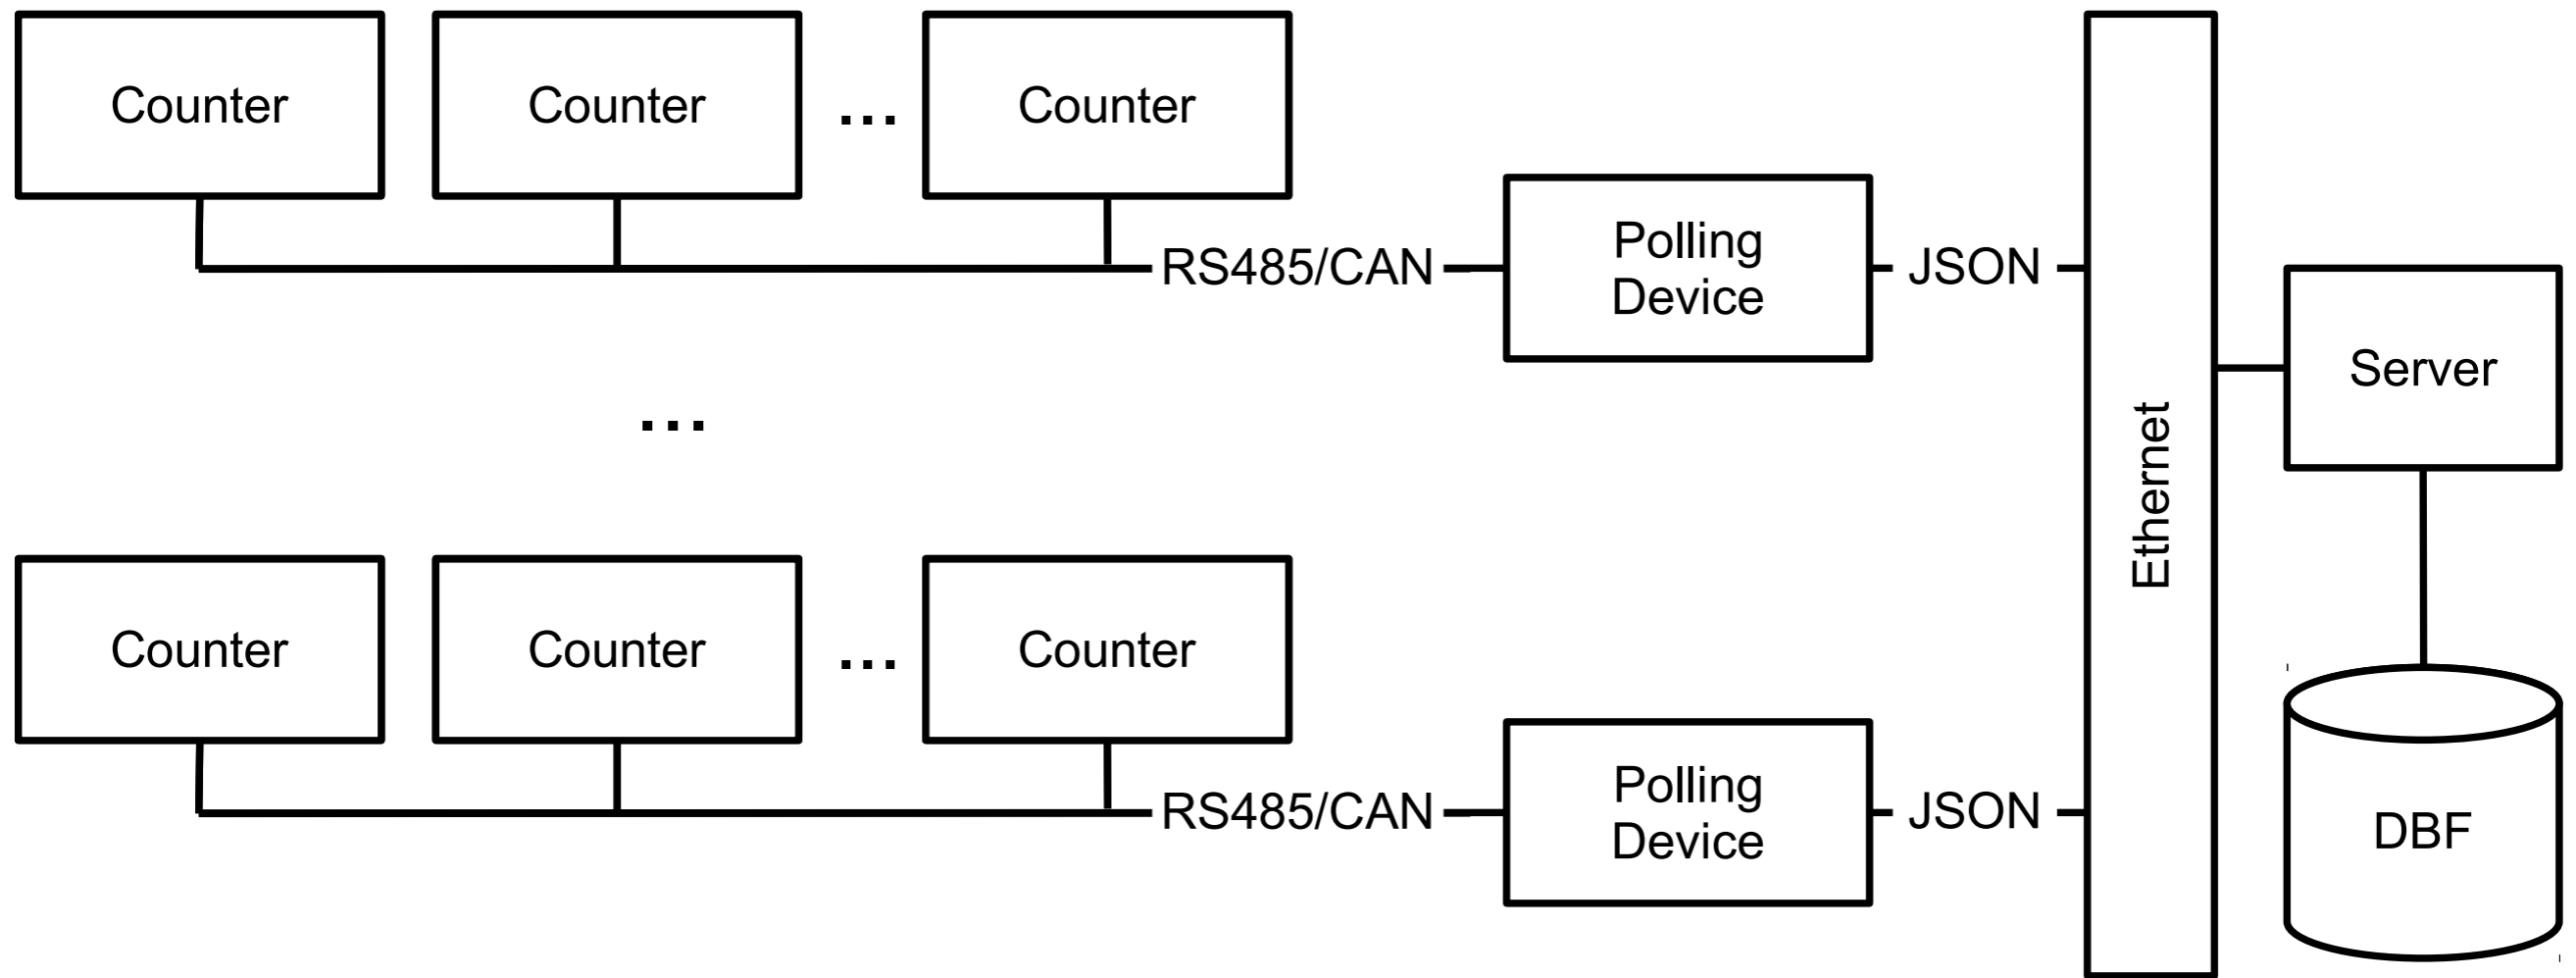 Counter
Counter
...
Counter
RS485/CAN
Polling
Device
JSON
Ethernet
Server
...
Counter
Counter
...
Counter
RS485/CAN
Polling
Device
JSON
DBF